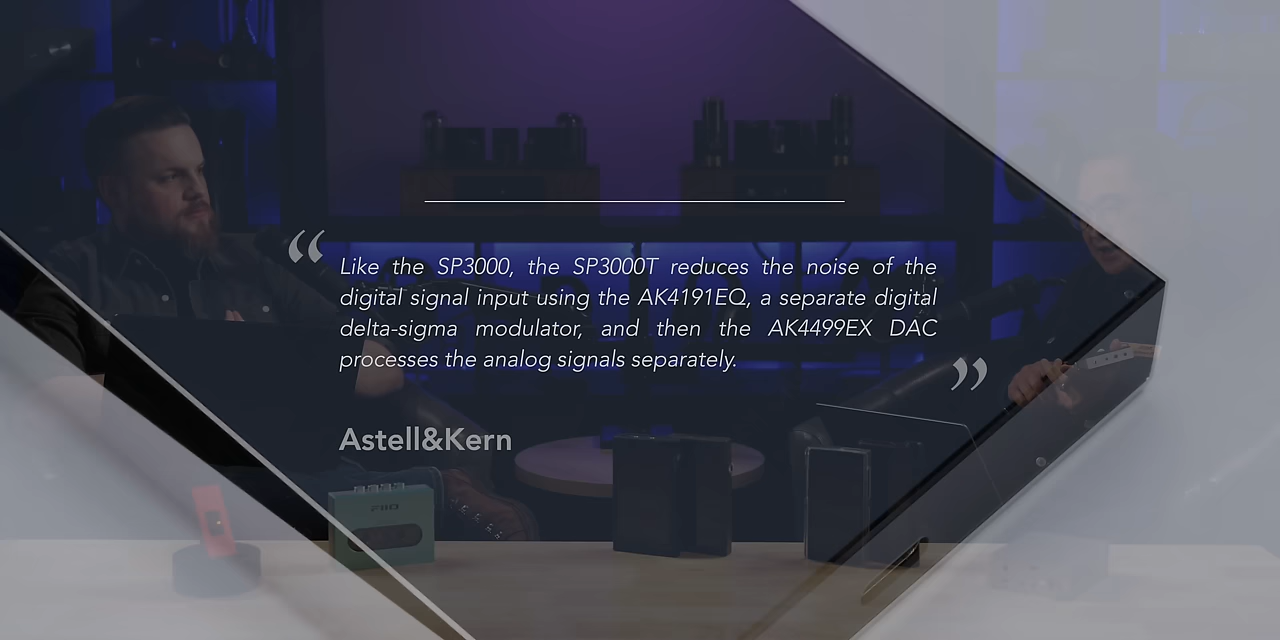 “
Like the SP3000, the SP3000T reduces the noise of the
digital signal input using the AK4191EQ, a separate digital
delta-sigma modulator, and then the AK4499EX DAC
processes the analog signals separately.
”
Astell&Kern
FiiO